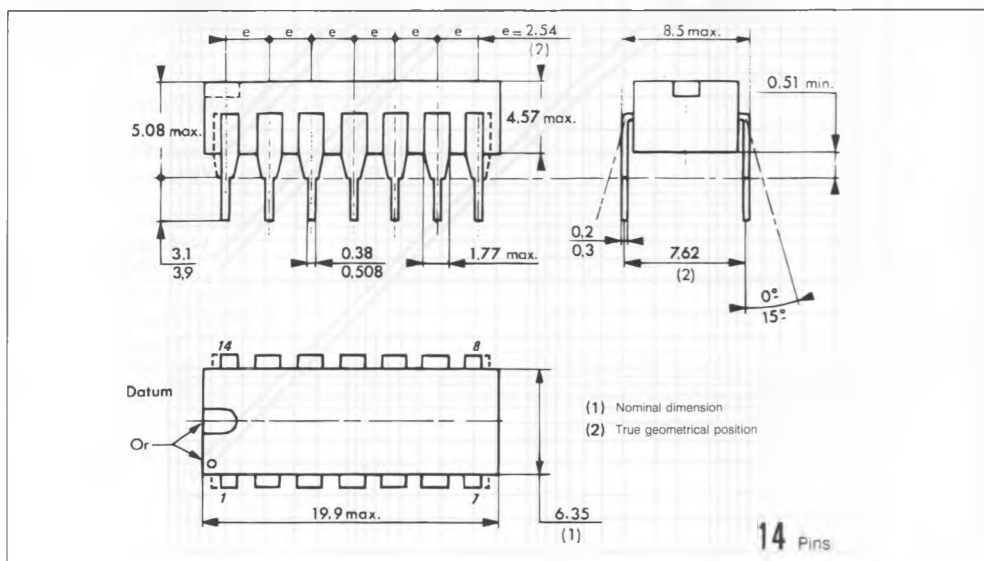 e e e e e e e = 2.54
(2)
8.5 max.
0.51 min.
5.08 max.
4.57 max.
3.1
3,9
0.38
0,508
1,77 max.
0,2
0,3
7,62
(2)
0°
15°
14 8
Datum
Or
1 7
19.9 max.
6.35
(1)
(1) Nominal dimension
(2) True geometrical position
14 Pins